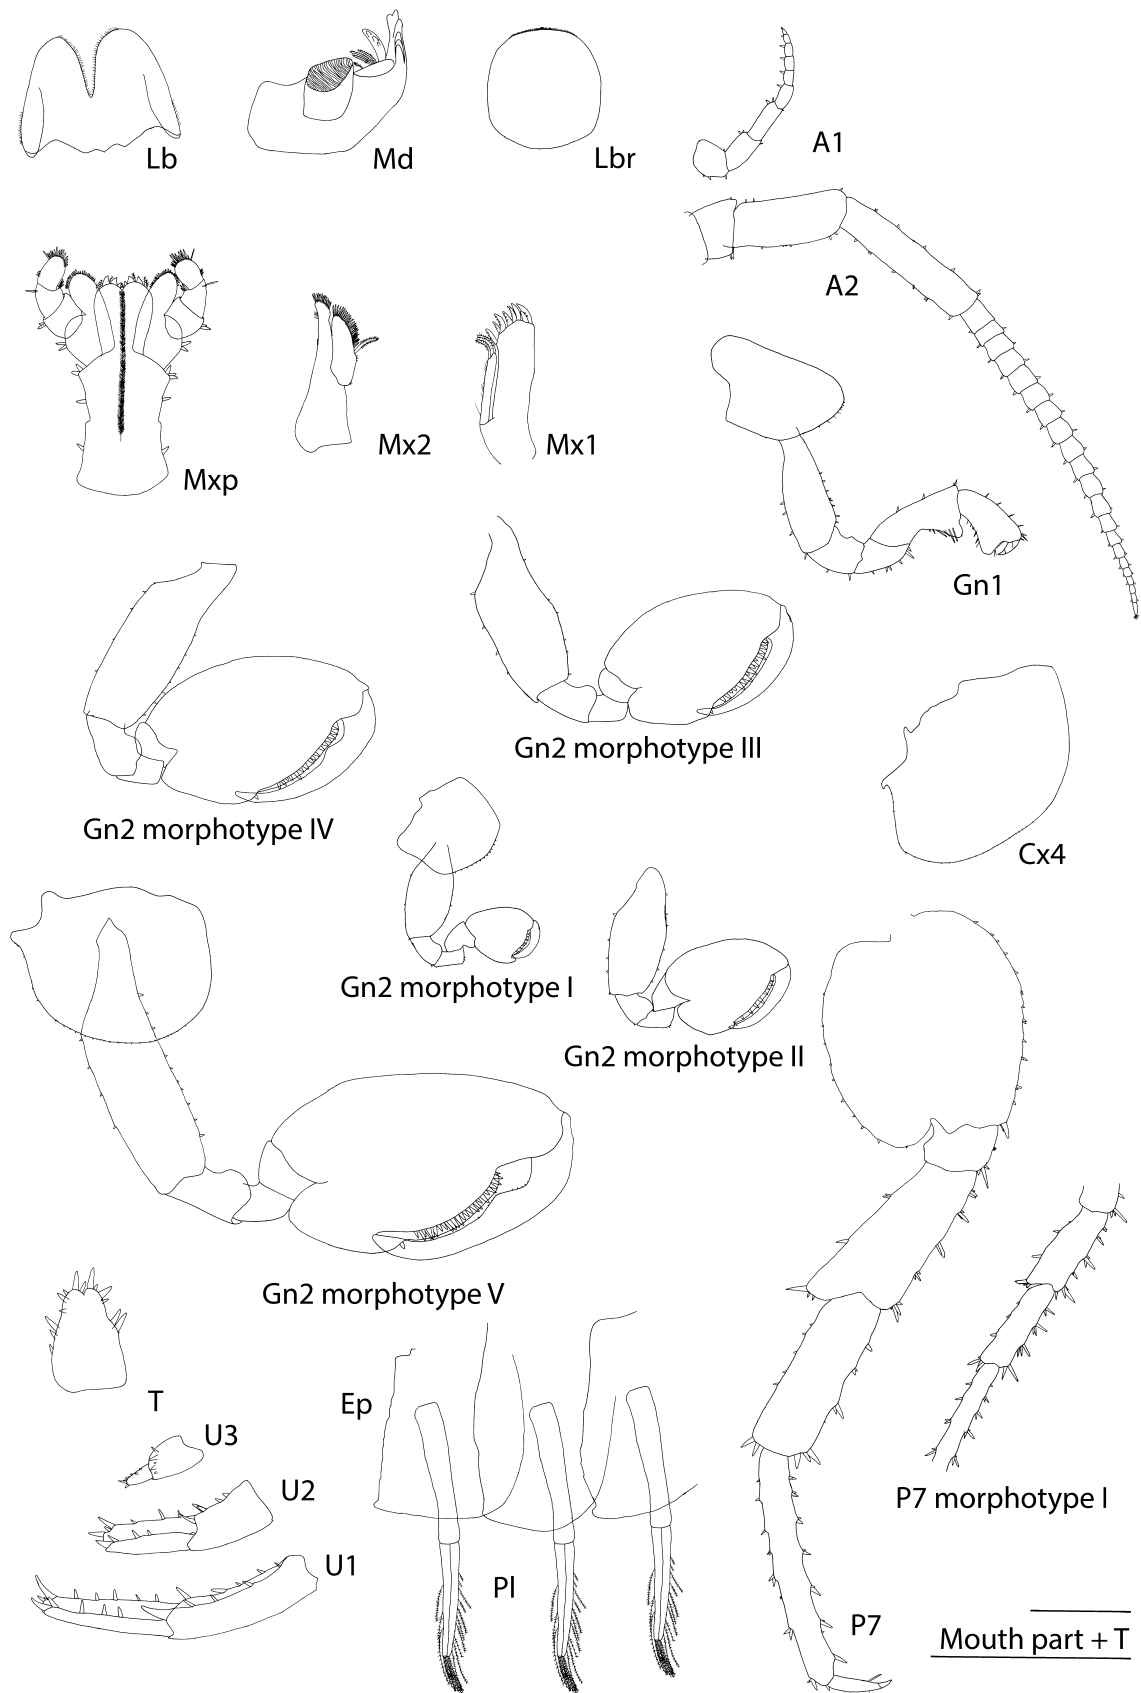 Lb
Md
Lbr
A1
A2
Mxp
Mx2
Mx1
Gn1
Gn2 morphotype III
Gn2 morphotype IV
Cx4
Gn2 morphotype I
Gn2 morphotype II
Gn2 morphotype V
T
Ep
U3
U2
P7 morphotype I
U1
Pl
P7
Mouth part + T